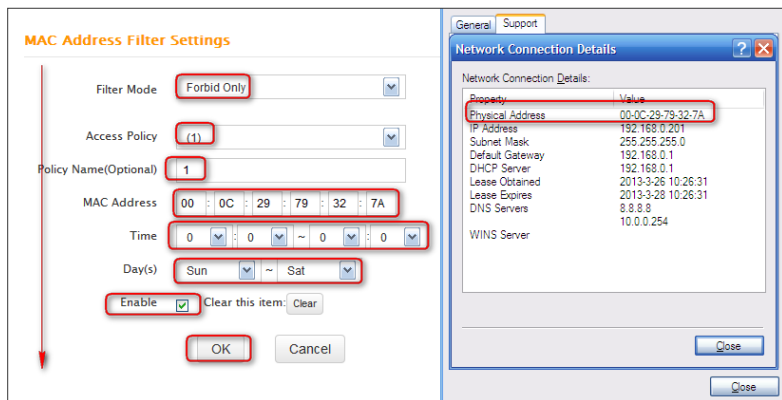 MAC Address Filter Settings
Filter Mode Forbid Only
Access Policy (1)
Policy Name(Optional) 1
MAC Address 00 : 0C : 29 : 79 : 32 : 7A
Time 0 : 0 ~ 0 : 0
Day(s) Sun ~ Sat
Enable Clear this item: Clear
OK Cancel
General Support
Network Connection Details
Network Connection Details:
Property Value
Physical Address 00-0C-29-79-32-7A
IP Address 192.168.0.201
Subnet Mask 255.255.255.0
Default Gateway 192.168.0.1
DHCP Server 192.168.0.1
Lease Obtained 2013-3-26 10:26:31
Lease Expires 2013-3-28 10:26:31
DNS Servers 8.8.8.8
10.0.0.254
WINS Server
Close
Close